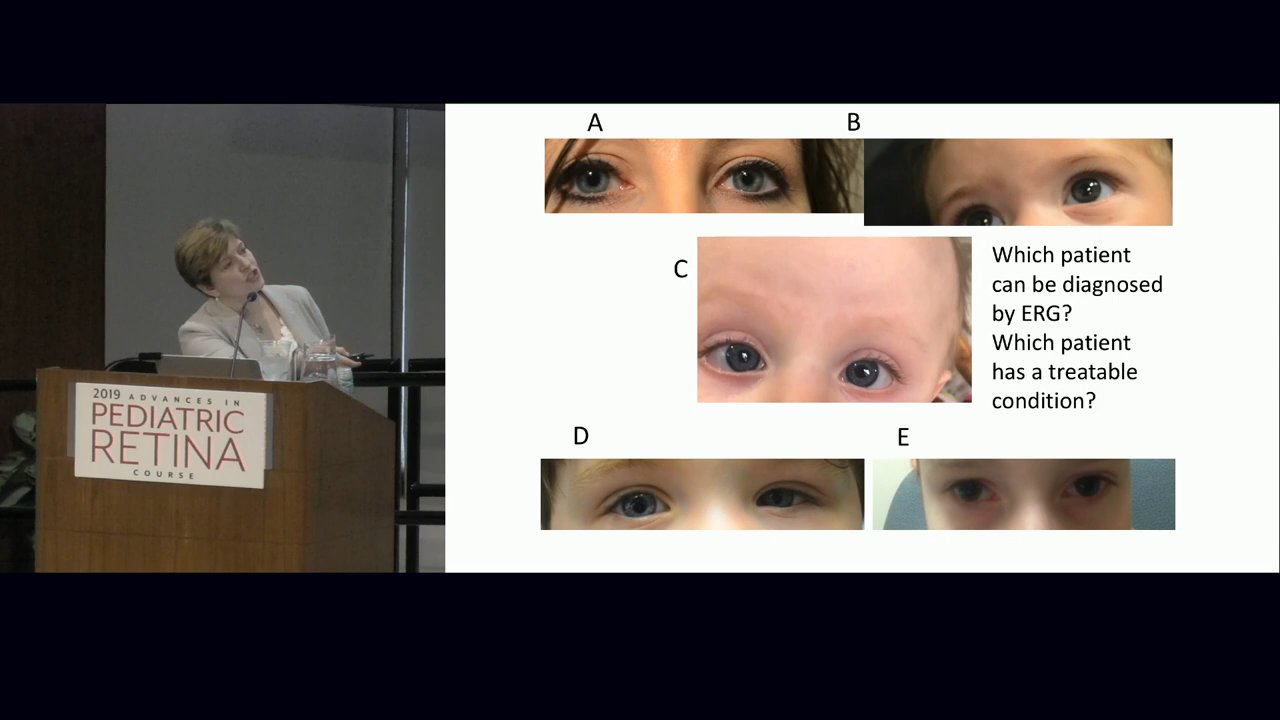 A
B
C
Which patient
can be diagnosed
by ERG?
Which patient
has a treatable
condition?
D
E
2019 ADVANCES IN
PEDIATRIC
RETINA
COURSE